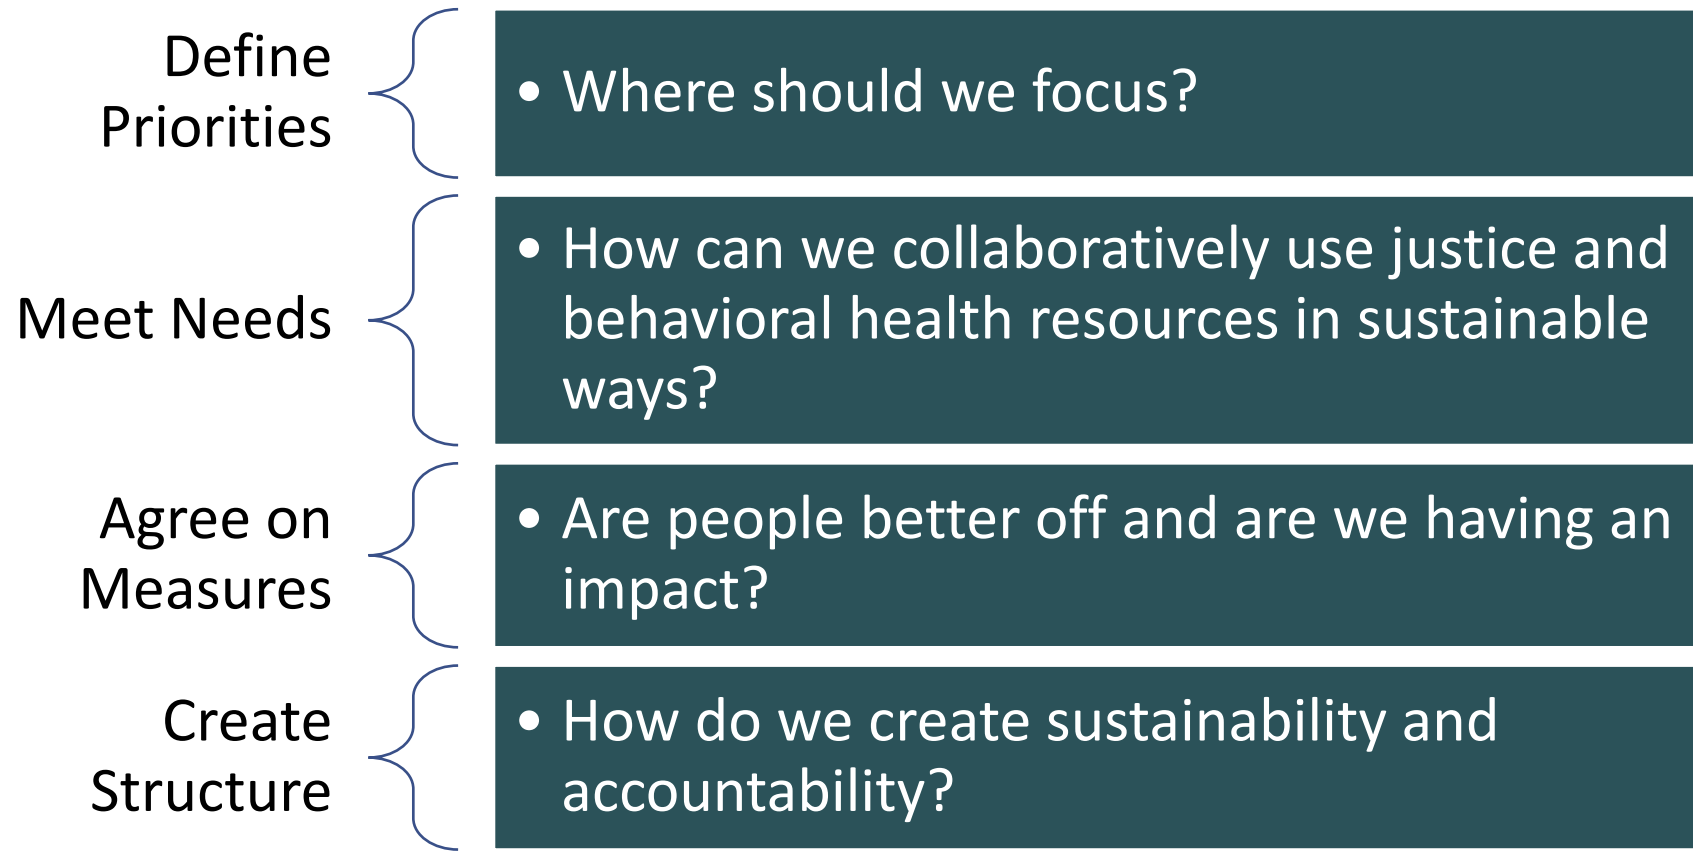 Define
Priorities
• Where should we focus?
Meet Needs
• How can we collaboratively use justice and
behavioral health resources in sustainable
ways?
Agree on
Measures
• Are people better off and are we having an
impact?
Create
Structure
• How do we create sustainability and
accountability?